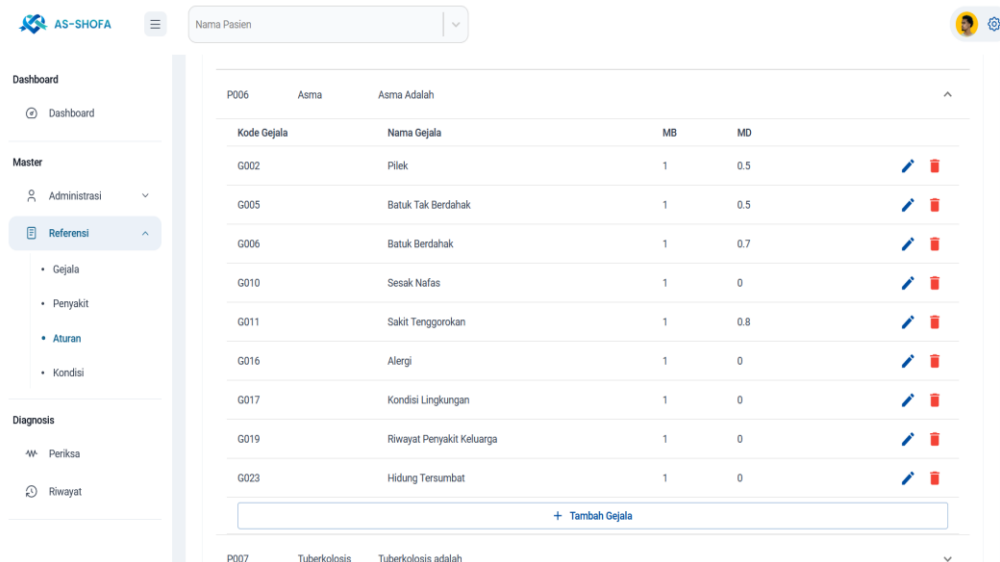 AS-SHOFA
Nama Pasien
Dashboard
Dashboard
Master
Administrasi
Referensi
Gejala
Penyakit
Aturan
Kondisi
Diagnosis
Periksa
Riwayat
P006 Asma Asma Adalah
Kode Gejala Nama Gejala MB MD
G002 Pilek 1 0.5
G005 Batuk Tak Berdahak 1 0.5
G006 Batuk Berdahak 1 0.7
G010 Sesak Nafas 1 0
G011 Sakit Tenggorokan 1 0.8
G016 Alergi 1 0
G017 Kondisi Lingkungan 1 0
G019 Riwayat Penyakit Keluarga 1 0
G023 Hidung Tersumbat 1 0
+ Tambah Gejala
P007 Tuberkolosis Tuberkolosis adalah